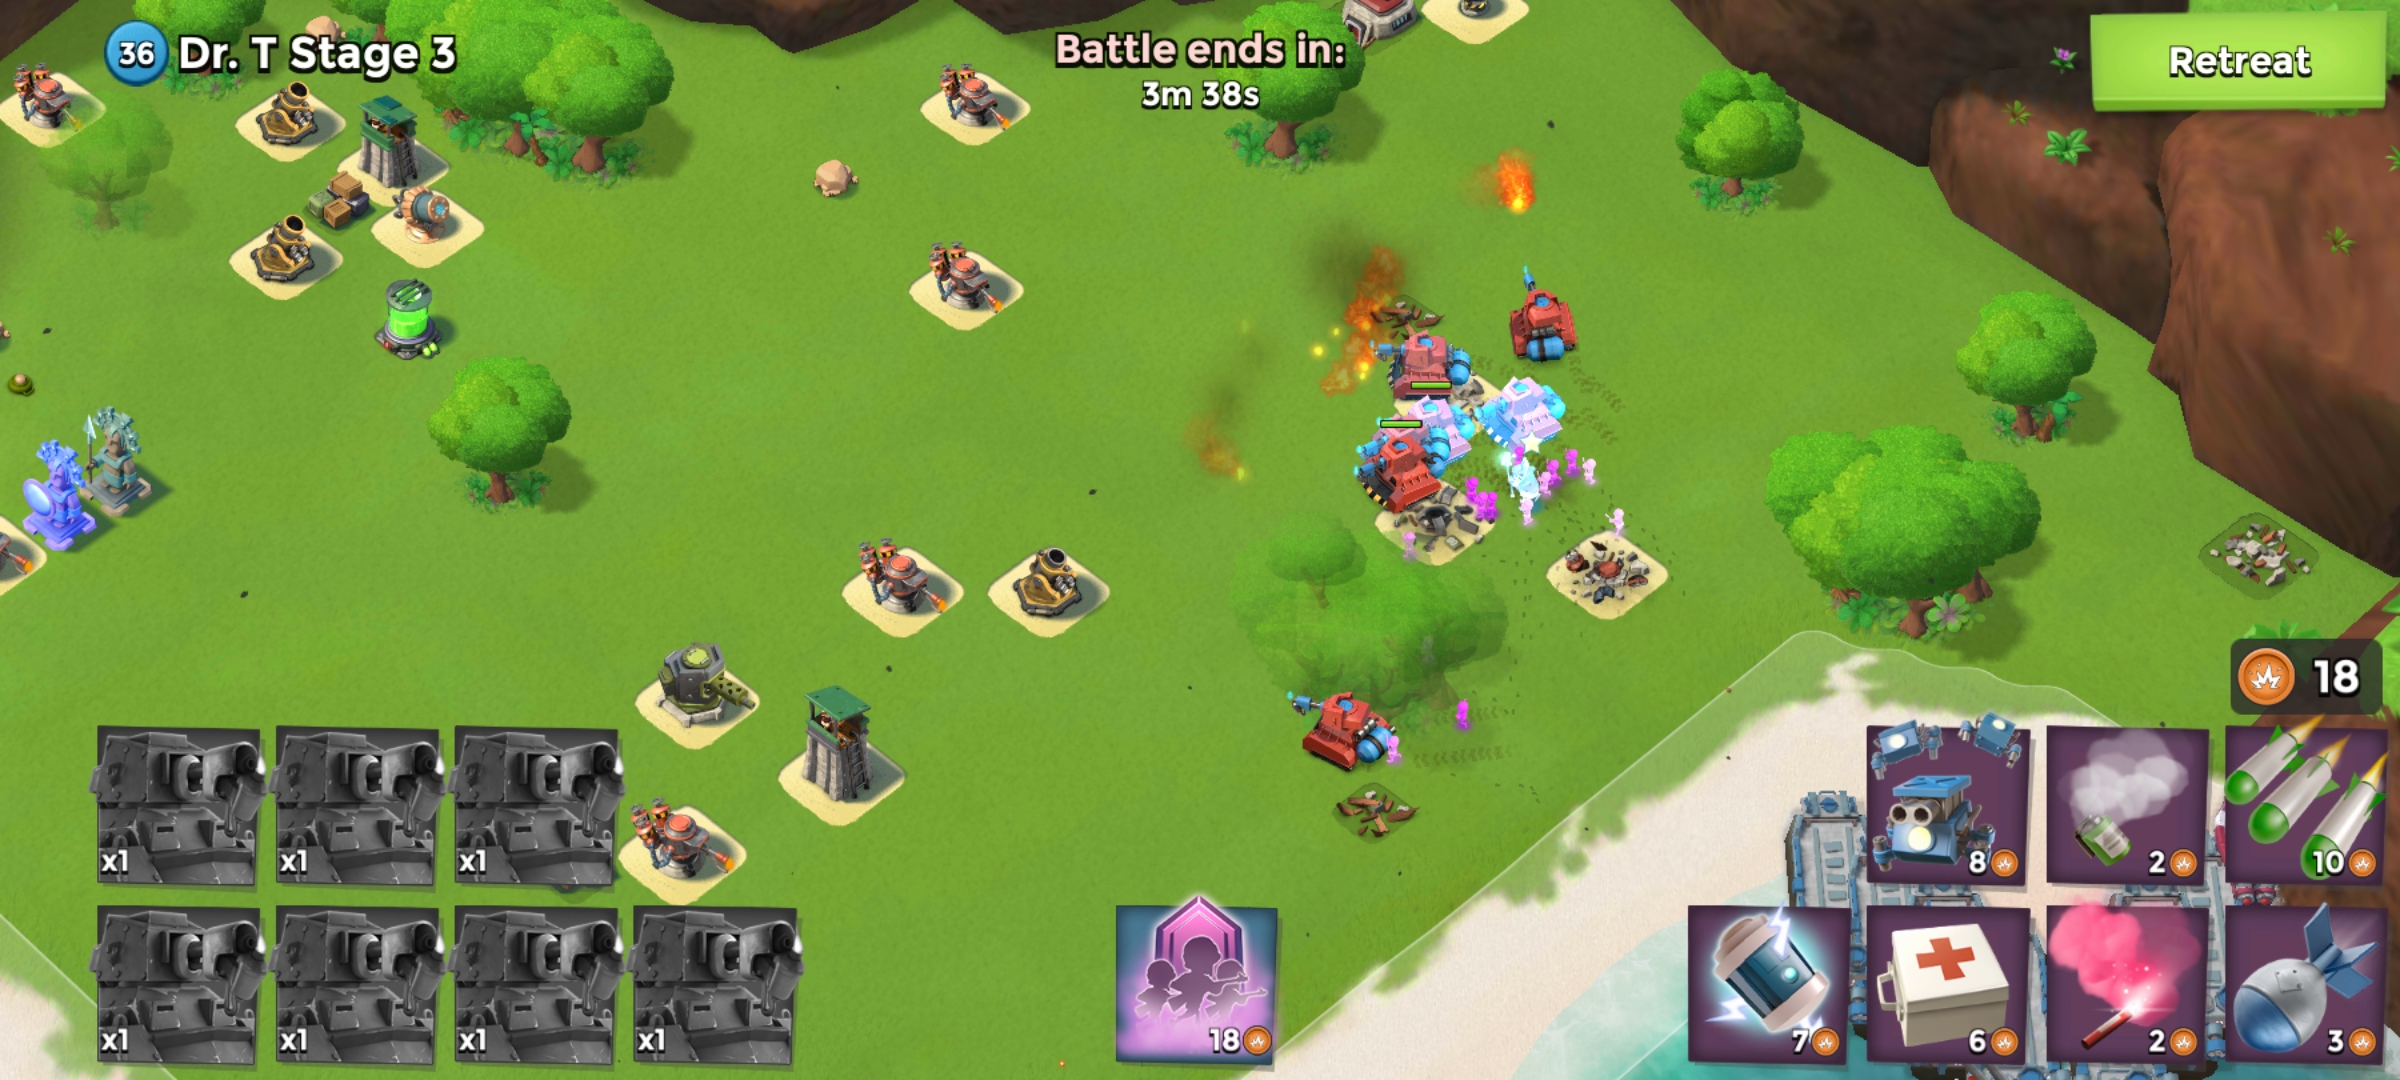 36 Dr. T Stage 3
Battle ends in:
3m 38s
Retreat
18
x1 x1 x1
8 2 10
x1 x1 x1 x1
18
7 6 2 3